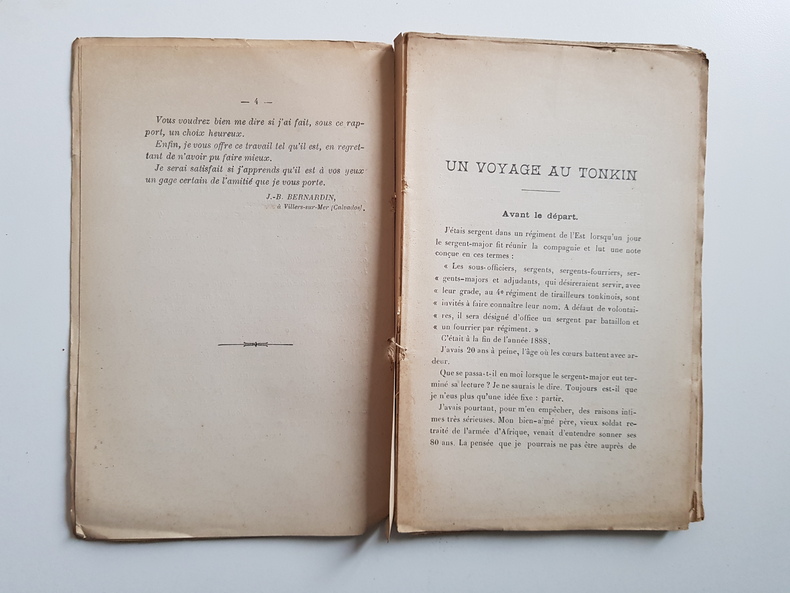 — 4 —
Vous voudrez bien me dire si j'ai fait, sous ce rap-
port, un choix heureux.
Enfin, je vous offre ce travail tel qu'il est, en regret-
tant de n'avoir pu faire mieux.
Je serai satisfait si j'apprends qu'il est à vos yeux
un gage certain de l'amitié que je vous porte.
J.-B. BERNARDIN,
à Villers-sur-Mer (Calvados).
UN VOYAGE AU TONKIN
Avant le départ.
J'étais sergent dans un régiment de l'Est lorsqu'un jour
le sergent-major fit réunir la compagnie et lut une note
conçue en ces termes :
« Les sous-officiers, sergents, sergents-fourriers, ser-
« gents-majors et adjudants, qui désireraient servir, avec
« leur grade, au 4e régiment de tirailleurs tonkinois, sont
« invités à faire connaître leur nom. A défaut de volontai-
« res, il sera désigné d'office un sergent par bataillon et
« un fourrier par régiment. »
C'était à la fin de l'année 1888.
J'avais 20 ans à peine, l'âge où les cœurs battent avec ar-
deur.
Que se passa-t-il en moi lorsque le sergent-major eut ter-
miné sa lecture ? Je ne saurais le dire. Toujours est-il que
je n'eus plus qu'une idée fixe : partir.
J'avais pourtant, pour m'en empêcher, des raisons inti-
mes très sérieuses. Mon bien-aimé père, vieux soldat re-
traité de l'armée d'Afrique, venait d'entendre sonner ses
80 ans. La pensée que je pourrais ne pas être auprès de